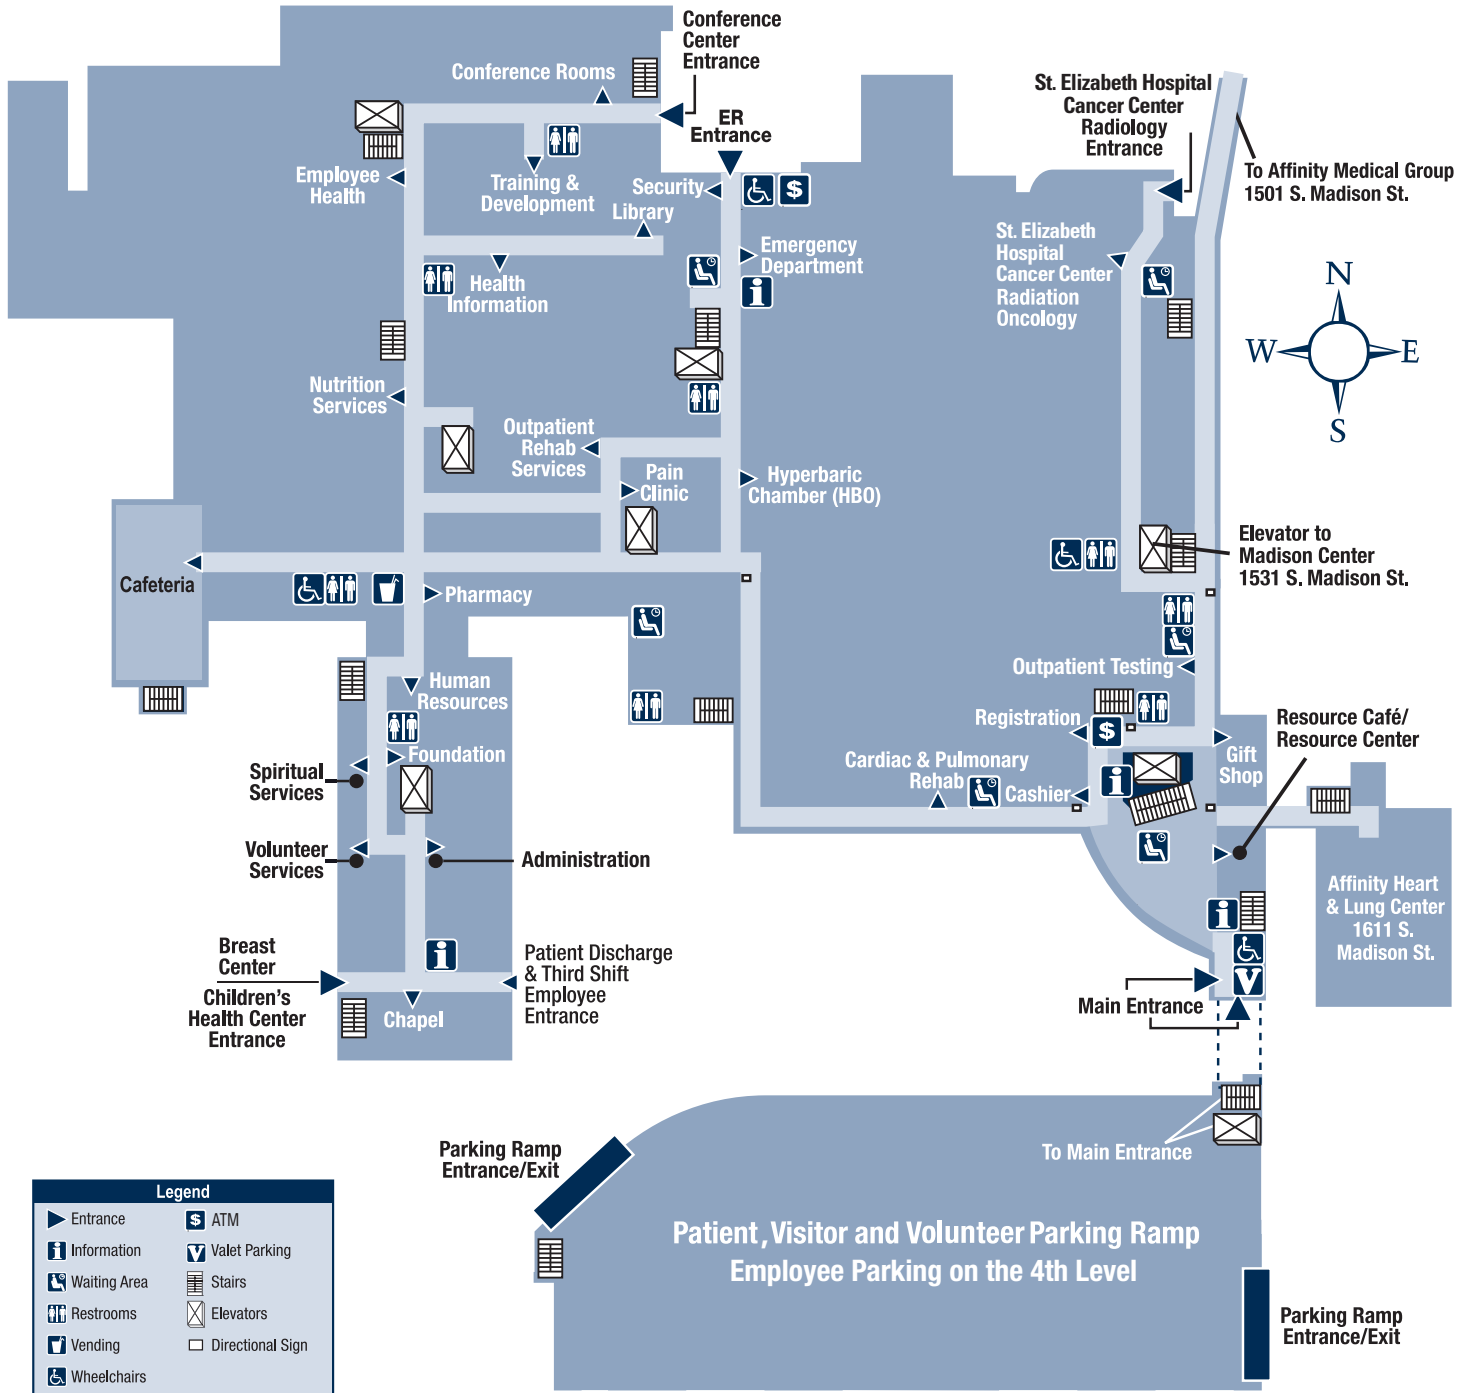 Conference
Center
Entrance
Conference Rooms
ER
Entrance
St. Elizabeth Hospital
Cancer Center
Radiology
Entrance
To Affinity Medical Group
1501 S. Madison St.
Employee
Health
Training &
Development
Security
$
Library
Emergency
Department
Health
Information
i
St. Elizabeth
Hospital
Cancer Center
Radiation
Oncology
N
W
E
S
Nutrition
Services
Outpatient
Rehab
Services
Pain
Clinic
Hyperbaric
Chamber (HBO)
Elevator to
Madison Center
1531 S. Madison St.
Cafeteria
Pharmacy
Outpatient Testing
Human
Resources
Registration
$
Resource Café/
Resource Center
Foundation
Spiritual
Services
Cardiac & Pulmonary
Rehab
Cashier
i
Gift
Shop
Volunteer
Services
Administration
Affinity Heart
& Lung Center
1611 S.
Madison St.
i
Breast
Center
Children's
Health Center
Entrance
i
Patient Discharge
& Third Shift
Employee
Entrance
Chapel
V
Main Entrance
To Main Entrance
Parking Ramp
Entrance/Exit
Patient, Visitor and Volunteer Parking Ramp
Employee Parking on the 4th Level
Parking Ramp
Entrance/Exit
Legend
Entrance
$ ATM
i Information
V Valet Parking
Waiting Area
Stairs
Restrooms
Elevators
Vending
Directional Sign
Wheelchairs